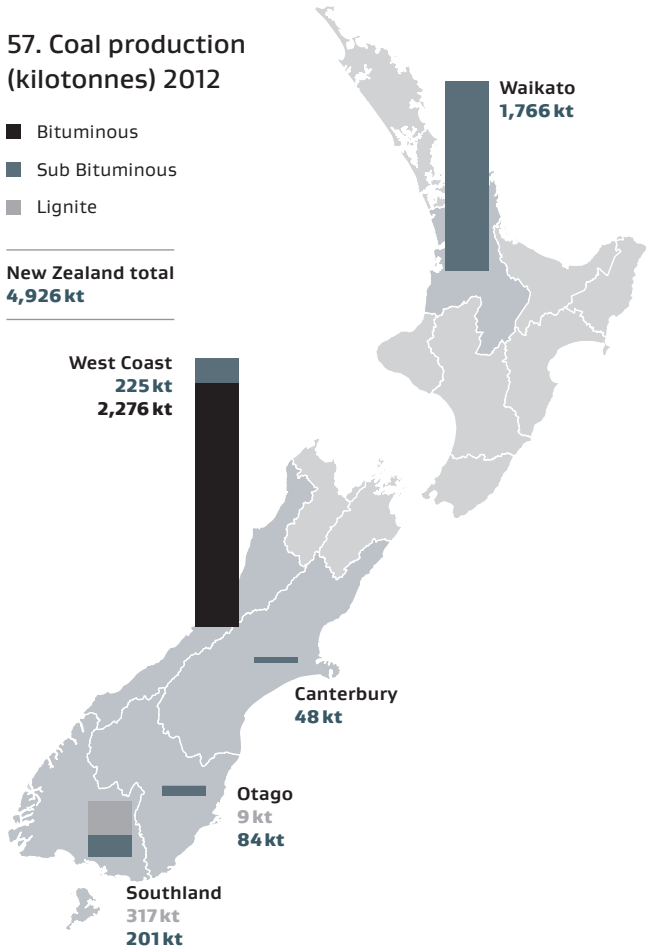 57. Coal production
(kilotonnes) 2012
Bituminous
Sub Bituminous
Lignite
New Zealand total
4,926 kt
Waikato
1,766 kt
West Coast
225 kt
2,276 kt
Canterbury
48 kt
Otago
9 kt
84 kt
Southland
317 kt
201 kt